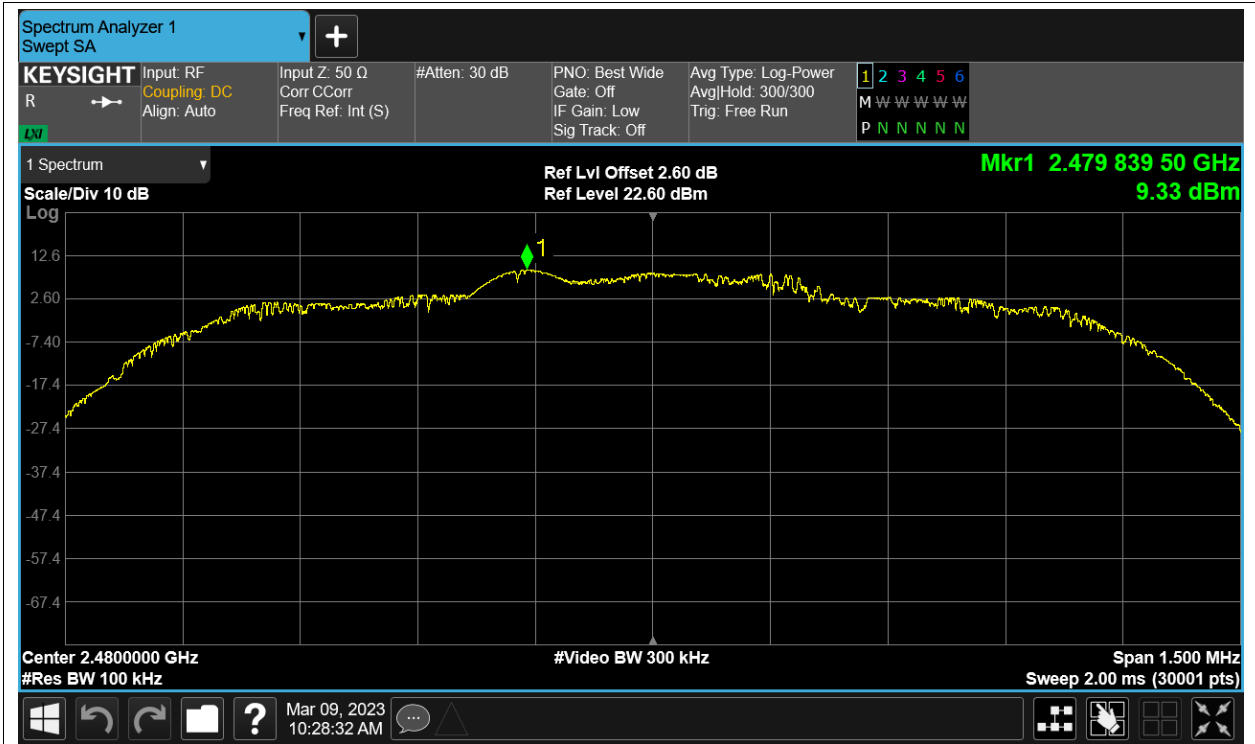 Spectrum Analyzer 1
Swept SA
KEYSIGHT
R
LXI
Input: RF
Coupling: DC
Align: Auto
Input Z: 50 Ω
Corr CCorr
Freq Ref: Int (S)
#Atten: 30 dB
PNO: Best Wide
Gate: Off
IF Gain: Low
Sig Track: Off
Avg Type: Log-Power
Avg|Hold: 300/300
Trig: Free Run
1 2 3 4 5 6
M W W W W W
P N N N N N
1 Spectrum
Scale/Div 10 dB
Log
Ref Lvl Offset 2.60 dB
Ref Level 22.60 dBm
Mkr1 2.479 839 50 GHz
9.33 dBm
1
12.6
2.60
-7.40
-17.4
-27.4
-37.4
-47.4
-57.4
-67.4
Center 2.4800000 GHz
#Res BW 100 kHz
#Video BW 300 kHz
Span 1.500 MHz
Sweep 2.00 ms (30001 pts)
?
Mar 09, 2023
10:28:32 AM